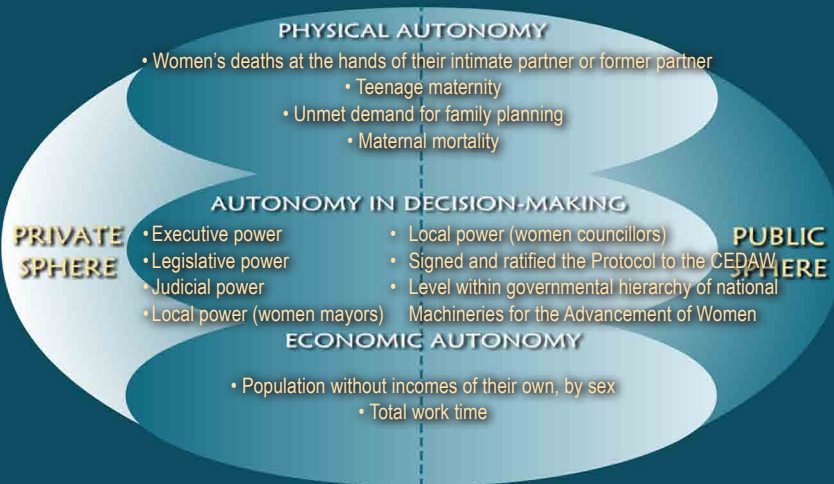 PHYSICAL AUTONOMY
• Women's deaths at the hands of their intimate partner or former partner
• Teenage maternity
• Unmet demand for family planning
• Maternal mortality
PRIVATE
SPHERE
AUTONOMY IN DECISION-MAKING
• Executive power
• Legislative power
• Judicial power
• Local power (women mayors)
• Local power (women councillors)
• Signed and ratified the Protocol to the CEDAW
• Level within governmental hierarchy of national
Machineries for the Advancement of Women
PUBLIC
SPHERE
ECONOMIC AUTONOMY
• Population without incomes of their own, by sex
• Total work time